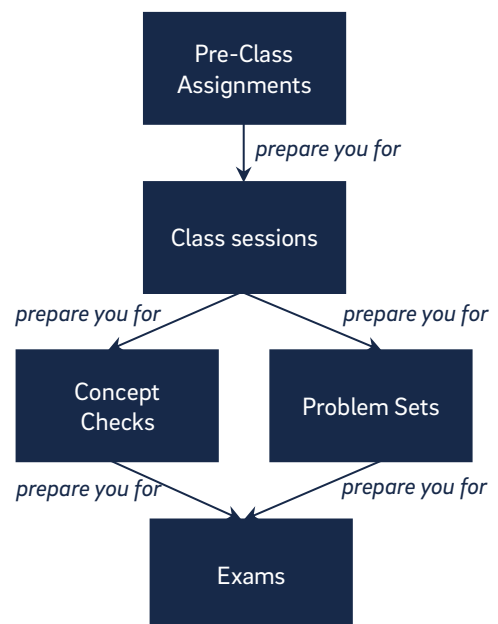 Pre-Class
Assignments
prepare you for
Class sessions
prepare you for
prepare you for
Concept
Checks
Problem Sets
prepare you for
prepare you for
Exams